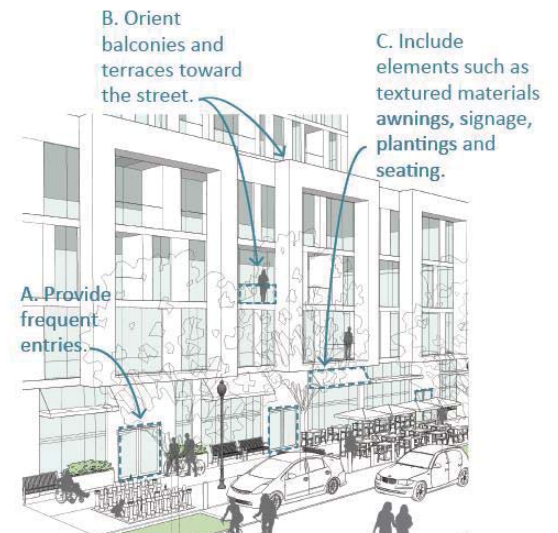 B. Orient
balconies and
terraces toward
the street.
C. Include
elements such as
textured materials
awnings, signage,
plantings and
seating.
A. Provide
frequent
entries.